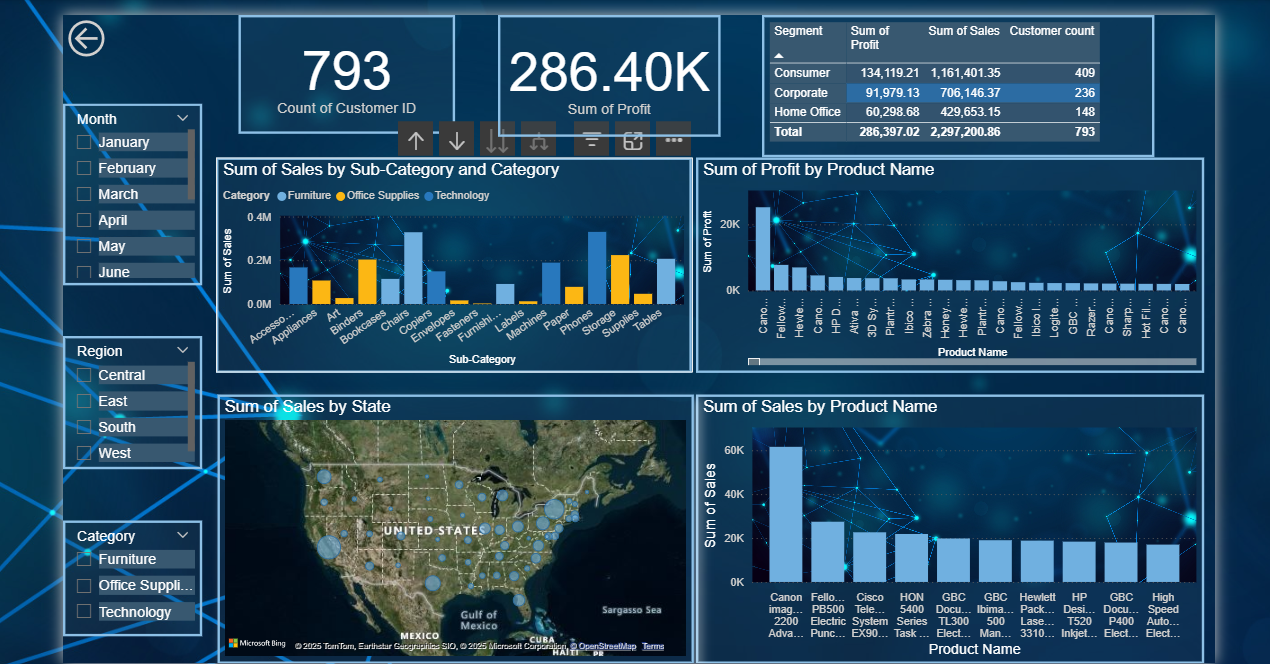 793
Count of Customer ID
286.40K
Sum of Profit
Segment Sum of Profit Sum of Sales Customer count
Consumer 134,119.21 1,161,401.35 409
Corporate 91,979.13 706,146.37 236
Home Office 60,298.68 429,653.15 148
Total 286,397.02 2,297,200.86 793
Month
January
February
March
April
May
June
Region
Central
East
South
West
Category
Furniture
Office Suppli...
Technology
Sum of Sales by Sub-Category and Category
Category Furniture Office Supplies Technology
Sum of Sales
0.4M
0.2M
0.0M
Accesso... Appliances Art Binders Bookcases Chairs Copiers Envelopes Fasteners Furnishi... Labels Machines Paper Phones Storage Supplies Tables
Sub-Category
Sum of Profit by Product Name
Sum of Profit
20K
0K
Cano... Fellow... Hewle... Cano... HP D... Ativa ... 3D Sy... Plantr... Ibico ... Zebra ... Honey... Hewle... Plantr... Cano... Fellow... Ibico l... Logite... GBC ... Razer... Cano... Sharp... Hot Fil... Cano... Cano...
Product Name
Sum of Sales by State
UNITED STATES
MEXICO
Gulf of
Mexico
CUBA
HAITI
PR
Sargasso Sea
Microsoft Bing © 2025 TomTom, Earthstar Geographics SIO, © 2025 Microsoft Corporation, © OpenStreetMap Terms
Sum of Sales by Product Name
Sum of Sales
60K
40K
20K
0K
Canon Fello... Cisco HON GBC GBC Hewlett HP GBC High
imag... PB500 Tele... 5400 Docu... Ibima... Pack... Desi... Docu... Speed
2200 Electric System Series TL300 500 Lase... T520 P400 Auto...
Adva... Punc... EX90... Task ... Elect... Man... 3310... Inkjet... Elect... Elect...
Product Name